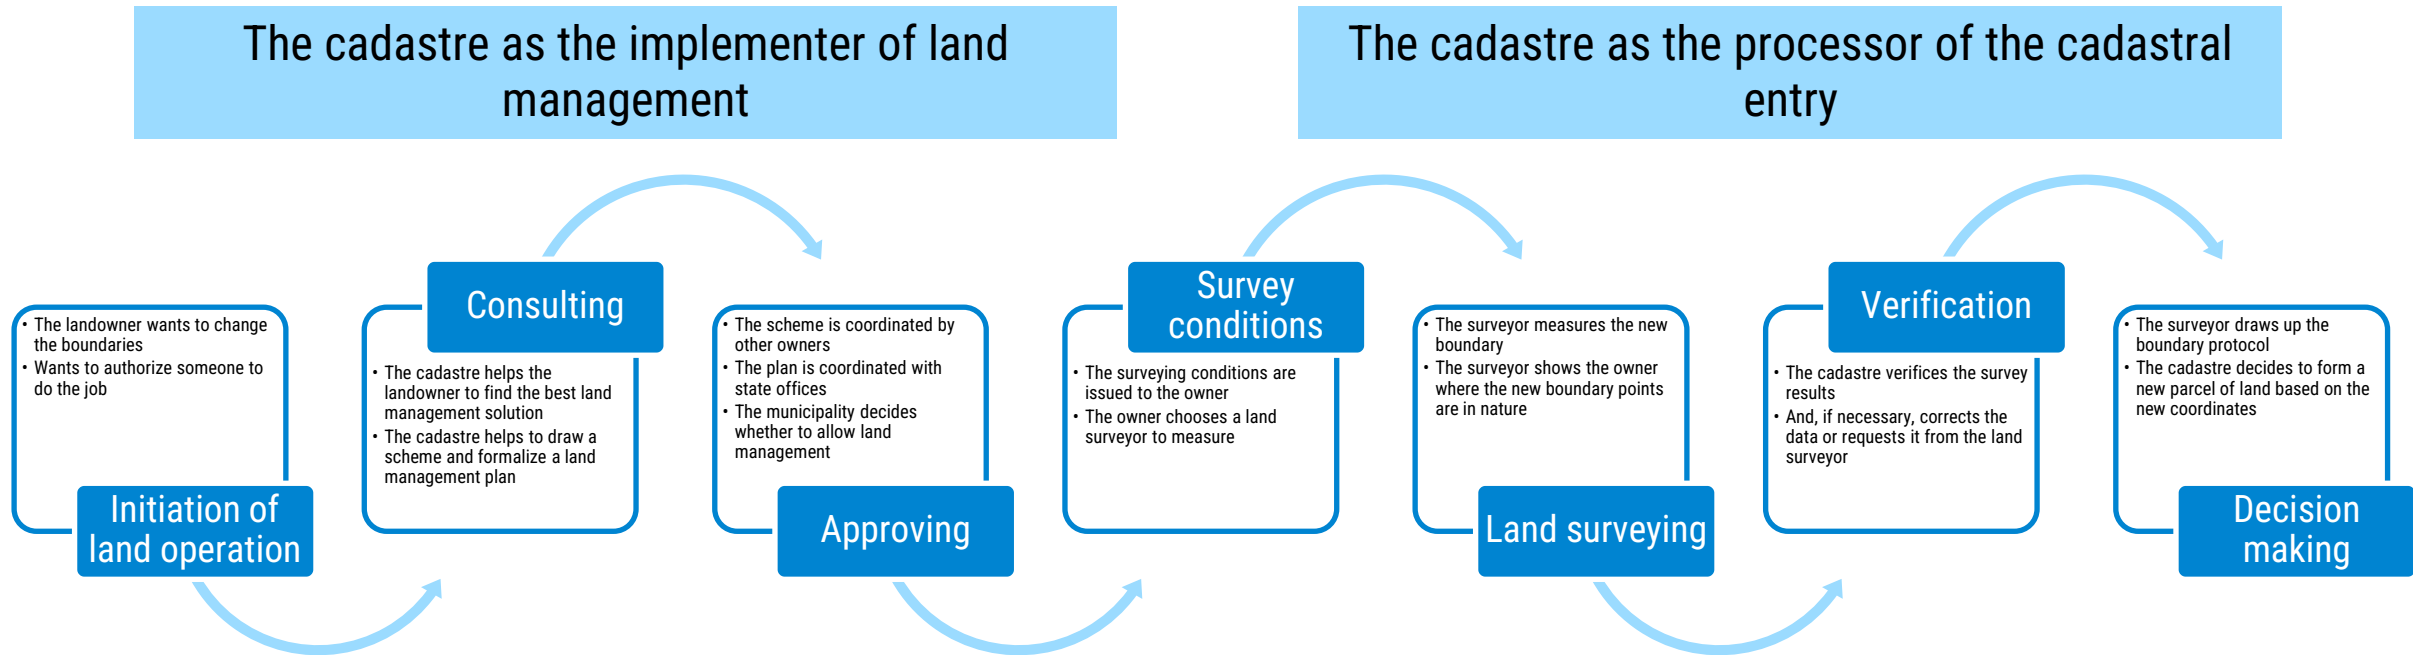 The cadastre as the implementer of land
management
The cadastre as the processor of the cadastral
entry
• The landowner wants to change
the boundaries
• Wants to authorize someone to
do the job
Initiation of
land operation
Consulting
• The cadastre helps the
landowner to find the best land
management solution
• The cadastre helps to draw a
scheme and formalize a land
management plan
• The scheme is coordinated by
other owners
• The plan is coordinated with
state offices
• The municipality decides
whether to allow land
management
Approving
Survey
conditions
• The surveying conditions are
issued to the owner
• The owner chooses a land
surveyor to measure
• The surveyor measures the new
boundary
• The surveyor shows the owner
where the new boundary points
are in nature
Land surveying
Verification
• The cadastre verifices the survey
results
• And, if necessary, corrects the
data or requests it from the land
surveyor
• The surveyor draws up the
boundary protocol
• The cadastre decides to form a
new parcel of land based on the
new coordinates
Decision
making